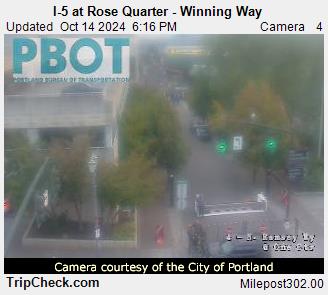 I-5 at Rose Quarter - Winning Way
Updated Oct 14 2024 6:16 PM Camera 4
PBOT
PORTLAND BUREAU OF TRANSPORTATION
Camera courtesy of the City of Portland
TripCheck.com Milepost302.00